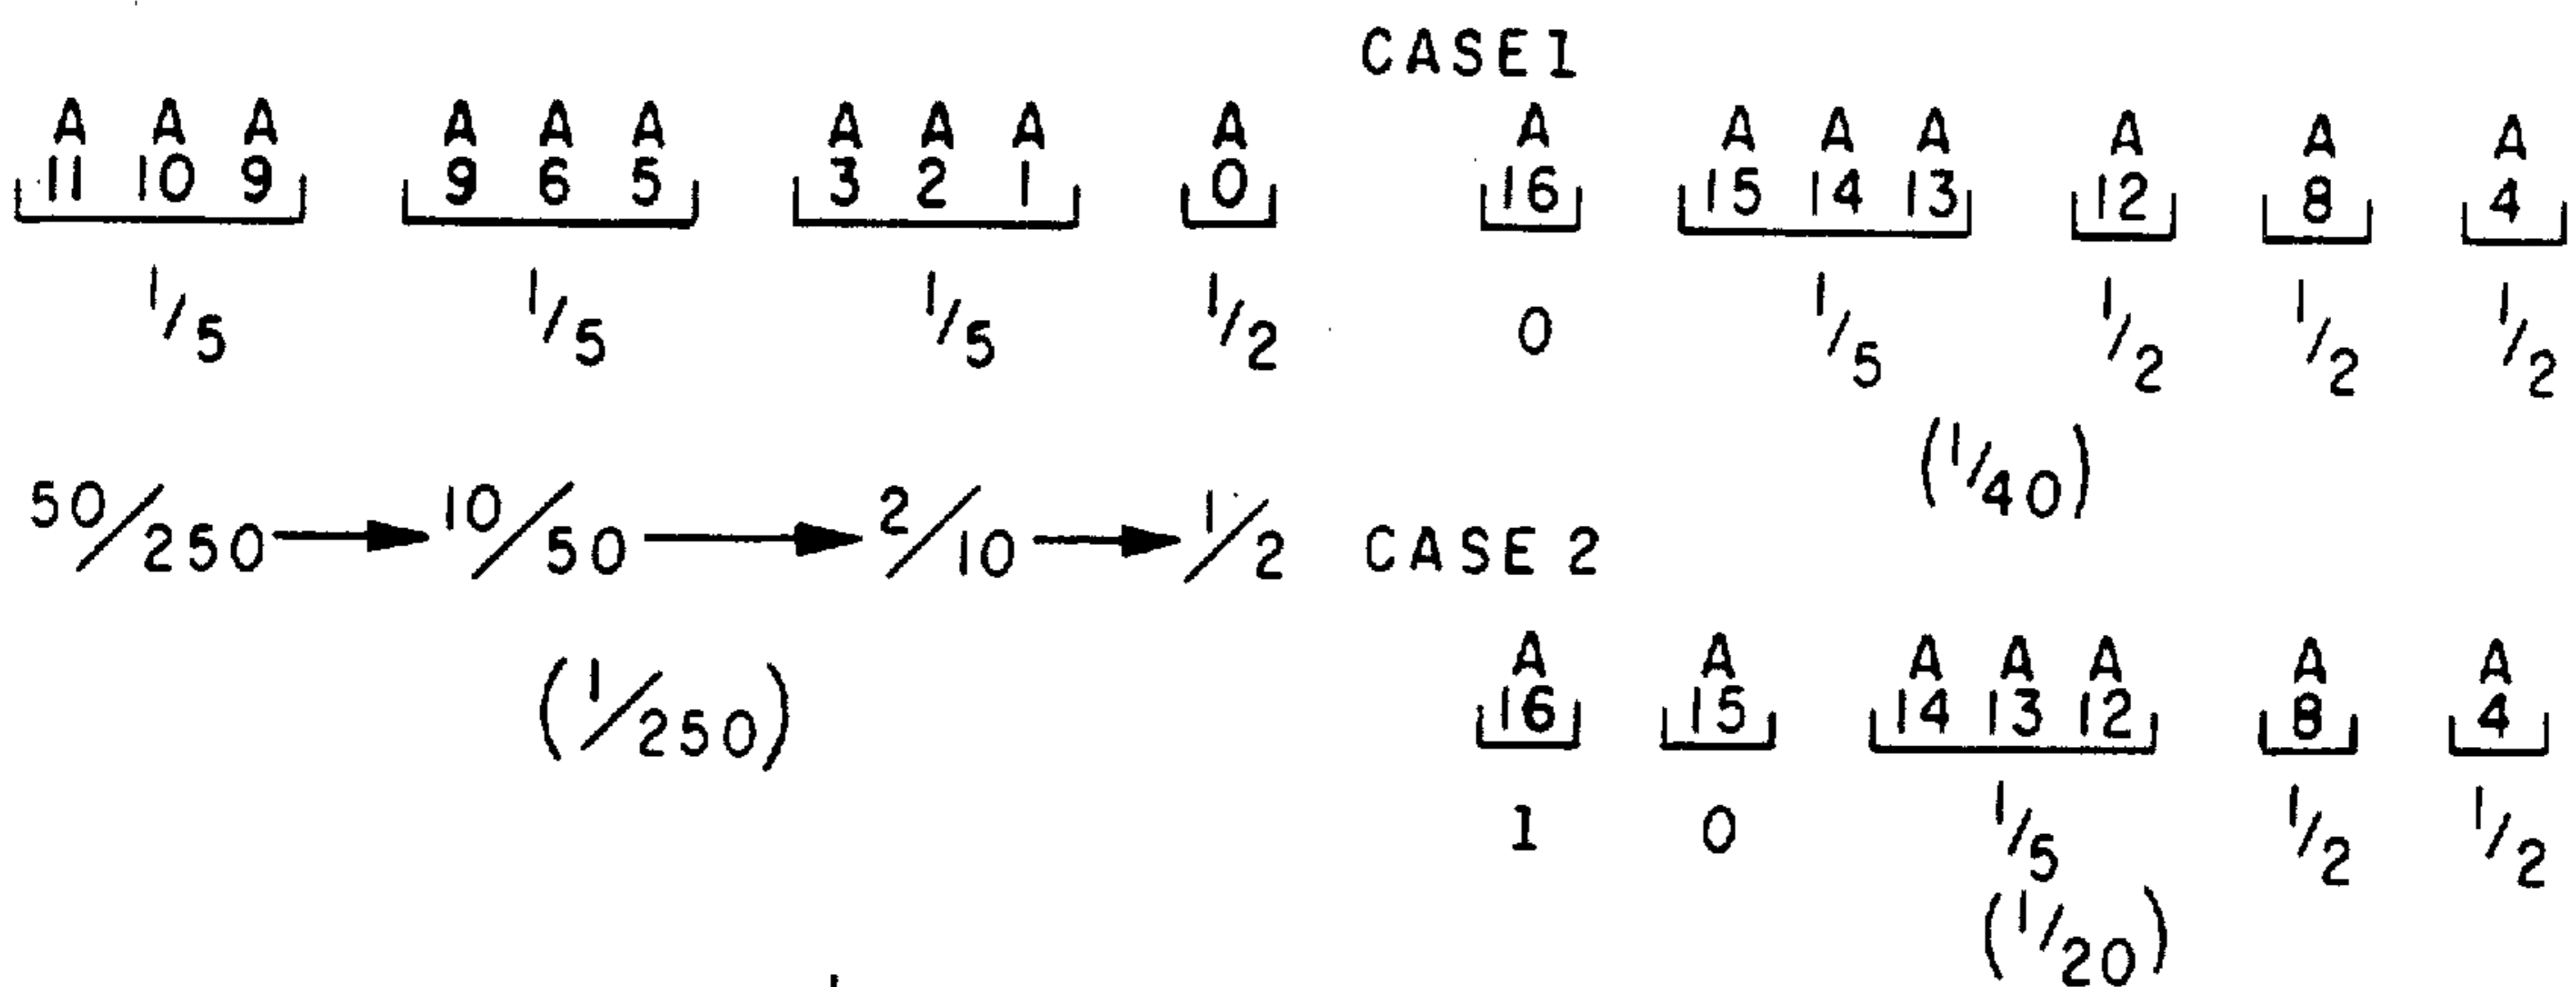 CASE 1
A A A A A A A A A A
11 10 9 9 6 5 3 2 1 0
1/5 1/5 1/5 1/2
50/250 10/50 2/10 1/2
(1/250)
A A A A A A A
16 15 14 13 12 8 4
0 1/5 1/2 1/2 1/2
(1/40)
CASE 2
A A A A A A A
16 15 14 13 12 8 4
1 0 1/5 1/2 1/2
(1/20)